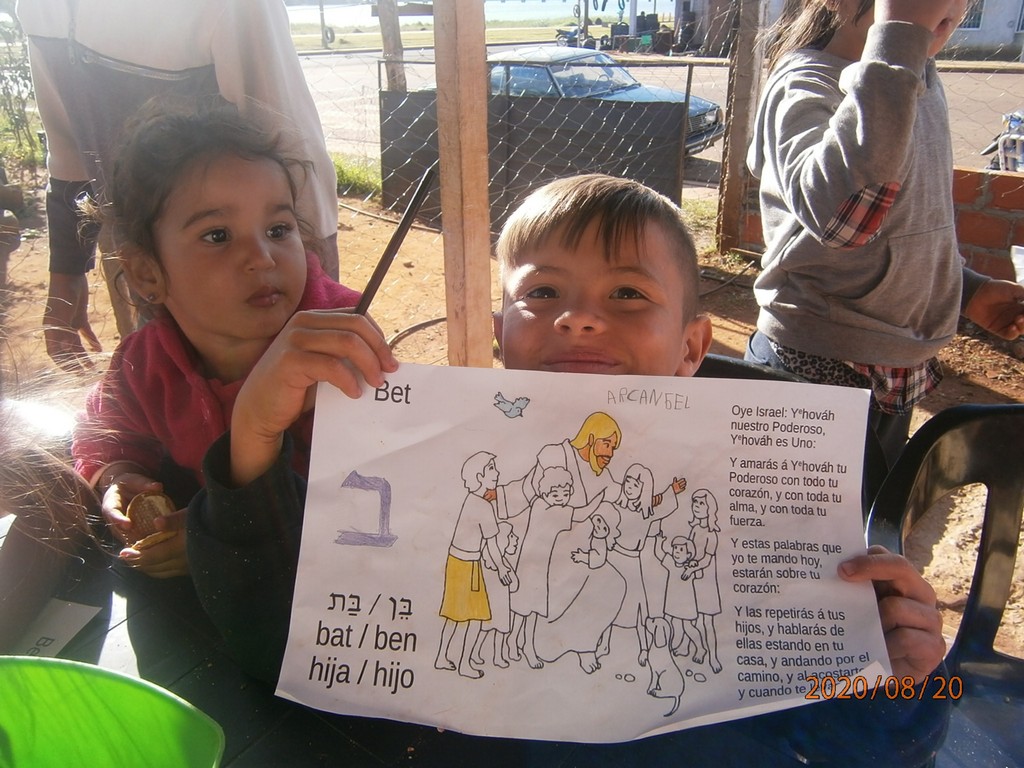 Bet
ARCANGEL
ב
בַּת / בֵּן
bat / ben
hija / hijo
Oye Israel: Yᵉhováh
nuestro Poderoso,
Yᵉhováh es Uno:
Y amarás á Yᵉhováh tu
Poderoso con todo tu
corazón, y con toda tu
alma, y con toda tu
fuerza.
Y estas palabras que
yo te mando hoy,
estarán sobre tu
corazón:
Y las repetirás á tus
hijos, y hablarás de
ellas estando en tu
casa, y andando por el
camino, y al acostarte
y cuando te
2020/08/20
Be